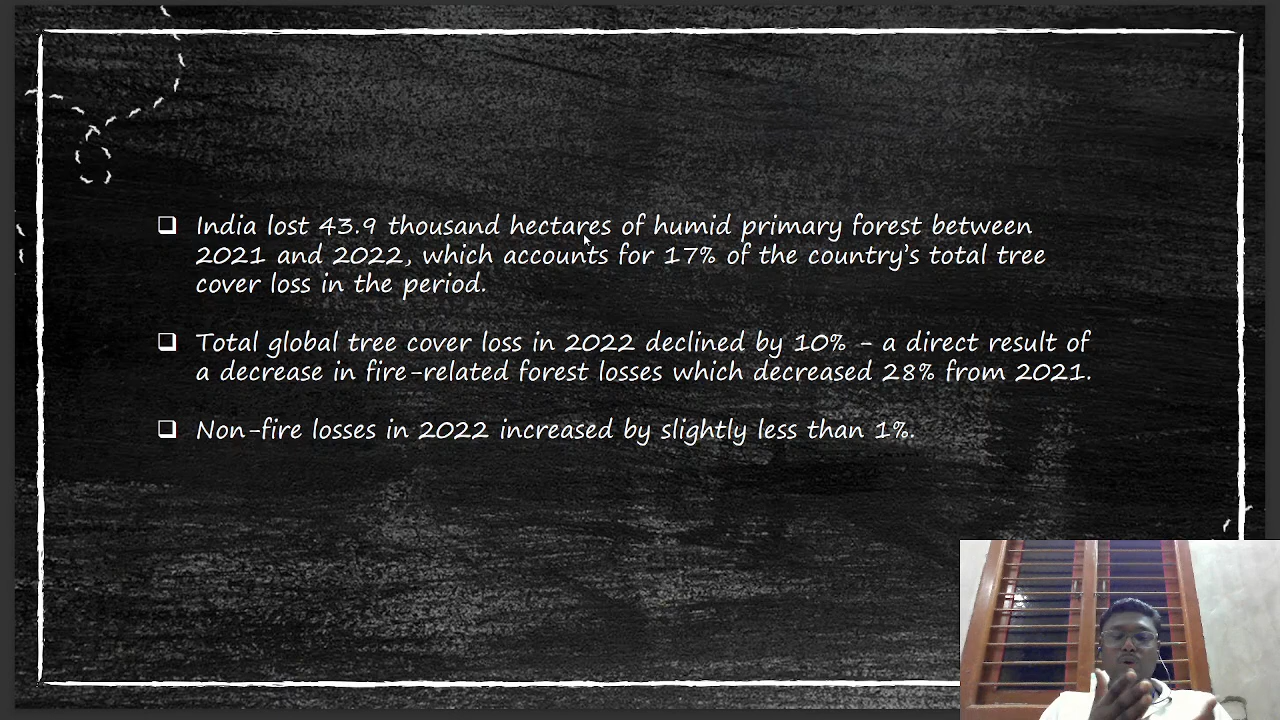 India lost 43.9 thousand hectares of humid primary forest between
2021 and 2022, which accounts for 17% of the country's total tree
cover loss in the period.
Total global tree cover loss in 2022 declined by 10% - a direct result of
a decrease in fire-related forest losses which decreased 28% from 2021.
Non-fire losses in 2022 increased by slightly less than 1%.